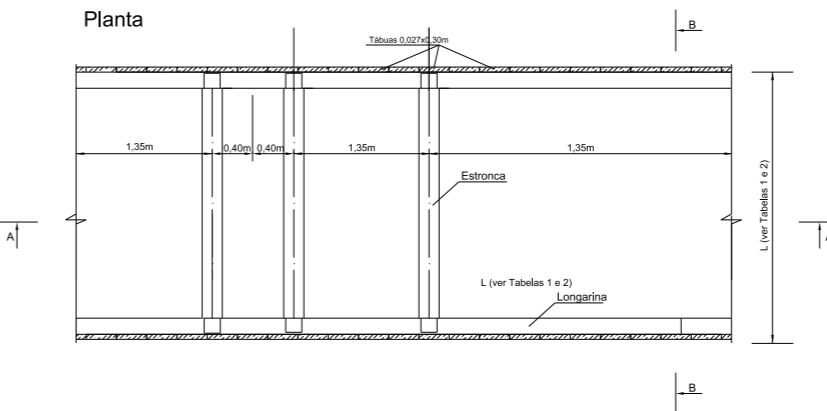 Planta
B
Tábuas 0,027x0,30m
1,35m
0,40m
0,40m
1,35m
1,35m
Estronca
L (ver Tabelas 1 e 2)
A
L (ver Tabelas 1 e 2)
Longarina
B